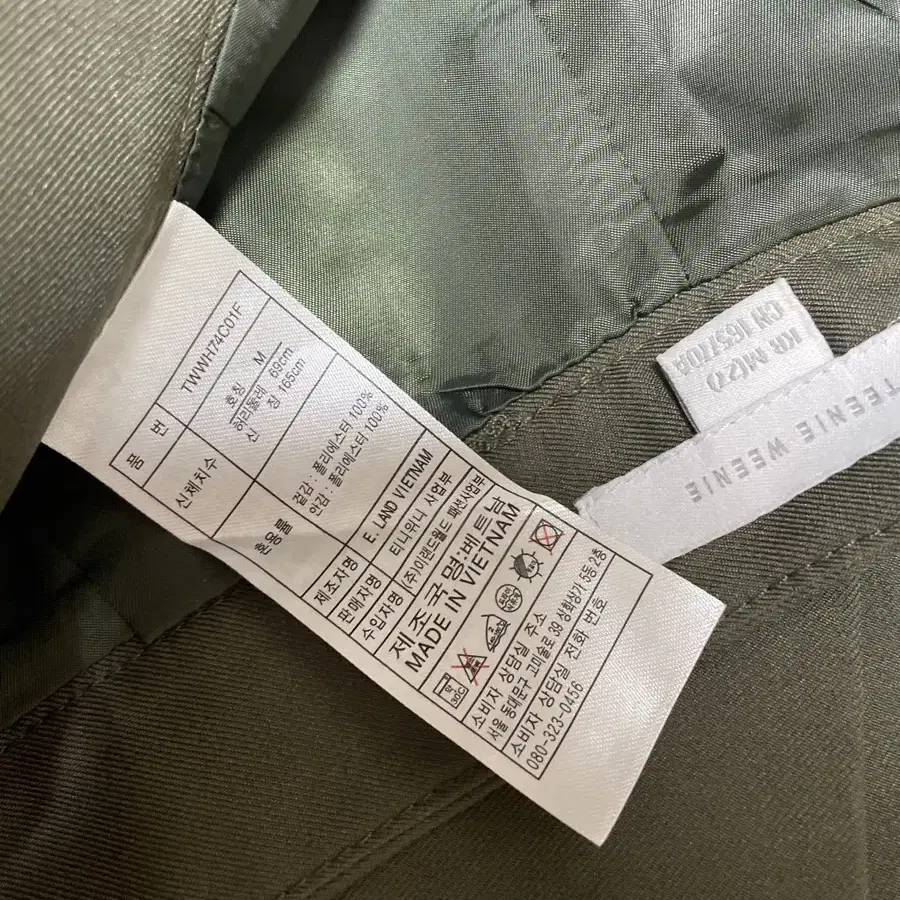 품 번 TWWH74C01F
신체치수 호칭 M
허리둘레 69cm
신 장 165cm
혼용률 겉감 : 폴리에스터 100%
안감 : 폴리에스터 100%
제조자명 E. LAND VIETNAM
판매자명 티니위니 사업부
수입자명 (주)이랜드월드 패션사업부
제조국명:베트남
MADE IN VIETNAM
약 30℃
소비자 상담실 주소
서울 동대문구 고미술로 39 상화상가 5동 2층
소비자 상담실 전화 번호
080-323-0456
KR M(27)
CH 165/70A
TEENIE WEENIE